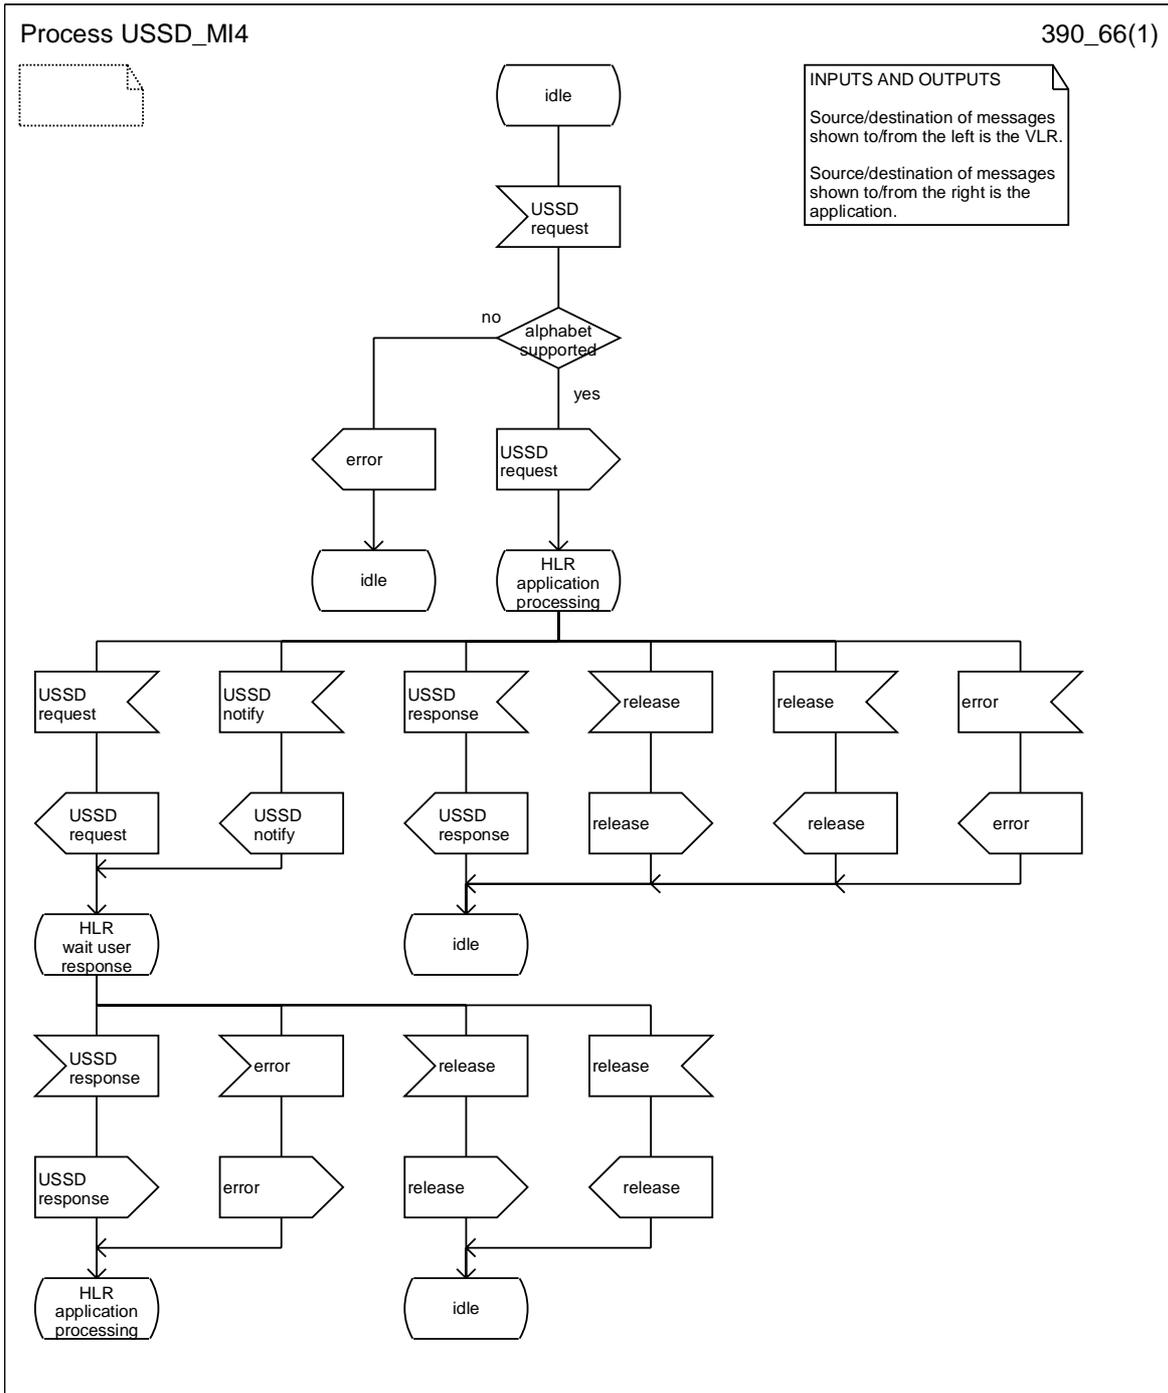 Process USSD_MI4
390_66(1)
idle
INPUTS AND OUTPUTS
Source/destination of messages
shown to/from the left is the VLR.
Source/destination of messages
shown to/from the right is the
application.
USSD
request
no
alphabet
supported
yes
error
USSD
request
idle
HLR
application
processing
USSD
request
USSD
notify
USSD
response
release
release
error
USSD
request
USSD
notify
USSD
response
release
release
error
HLR
wait user
response
idle
USSD
response
error
release
release
USSD
response
error
release
release
HLR
application
processing
idle